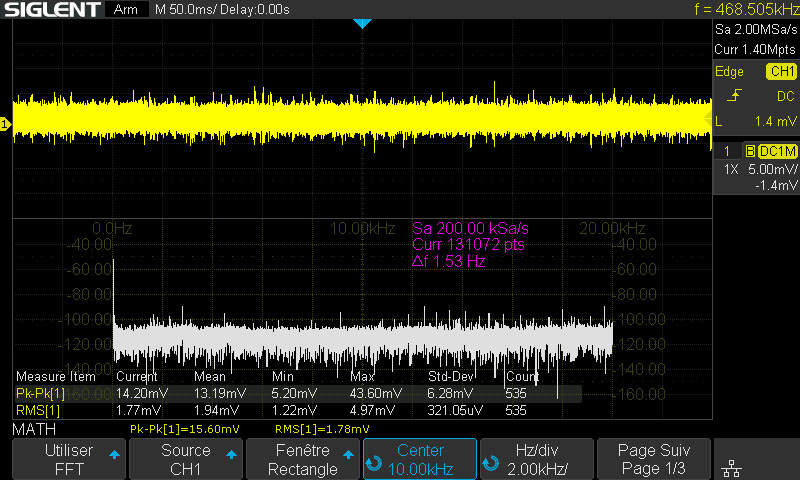 SIGLENT Arm M 50.0ms/ Delay:0.00s f = 468.505kHz
Sa 2.00MSa/s
Curr 1.40Mpts
Edge CH1
DC
L 1.4 mV
1 B DC1M
1X 5.00mV/
-1.4mV
1
0.0Hz 10.00kHz Sa 200.00 kSa/s 20.00kHz
-40.00 Curr 131072 pts -40.00
-60.00 Δf 1.53 Hz -60.00
-80.00 -80.00
-100.00 -100.00
-120.00 -120.00
-140.00 -140.00
Measure Item Current Mean Min Max Std-Dev Count
-160.00 -160.00
Pk-Pk[1] 14.20mV 13.19mV 5.20mV 43.60mV 6.28mV 535
RMS[1] 1.77mV 1.94mV 1.22mV 4.97mV 321.05uV 535
MATH Pk-Pk[1]=15.60mV RMS[1]=1.78mV
Utiliser Source Fenêtre Center Hz/div Page Suiv
FFT CH1 Rectangle 10.00kHz 2.00kHz/ Page 1/3